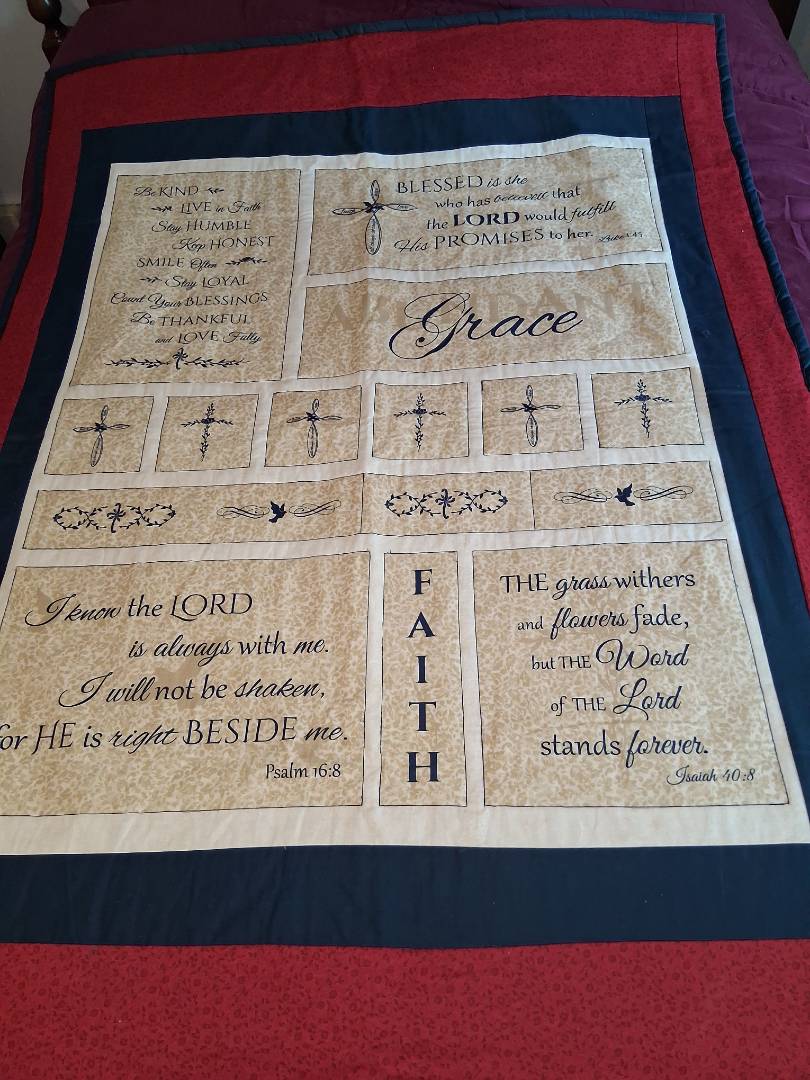 Be KIND
LIVE in Faith
Stay HUMBLE
Keep HONEST
SMILE Often
Stay LOYAL
Count Your BLESSINGS
Be THANKFUL
and LOVE Fully
BLESSED is she
who has believed that
the LORD would fulfill
His PROMISES to her.
Luke 1:45
Grace
I know the LORD
is always with me.
I will not be shaken,
for HE is right BESIDE me.
Psalm 16:8
F
A
I
T
H
THE grass withers
and flowers fade,
but THE Word
of THE Lord
stands forever.
Isaiah 40:8